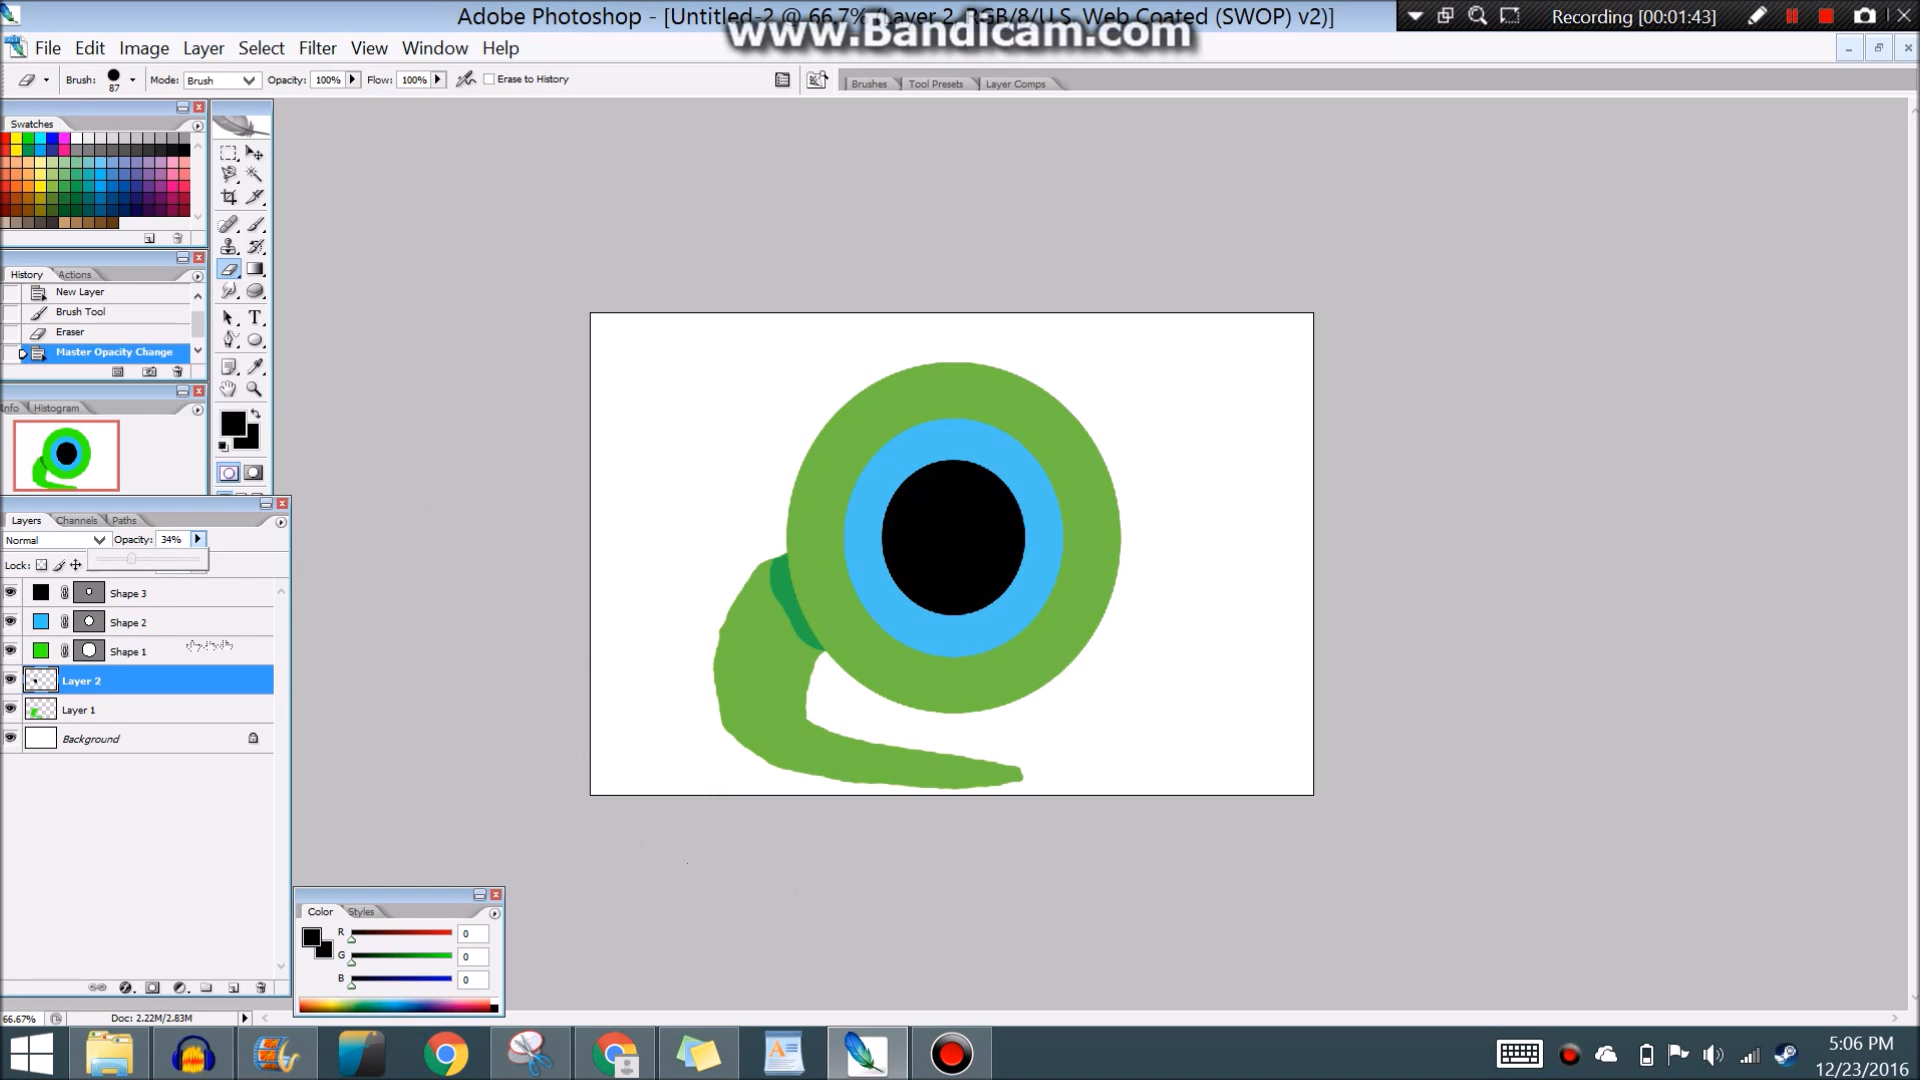 Adobe Photoshop - [Untitled-2 @ 66.7% (Layer 2, RGB/8/U.S. Web Coated (SWOP) v2)]
www.Bandicam.com
Recording [00:01:43]
File Edit Image Layer Select Filter View Window Help
Brush: 87 Mode: Brush Opacity: 100% Flow: 100% Erase to History
Brushes Tool Presets Layer Comps
Swatches
History Actions
New Layer
Brush Tool
Eraser
Master Opacity Change
Histogram
Layers Channels Paths
Normal Opacity: 34%
Lock:
Shape 3
Shape 2
Shape 1
Layer 2
Layer 1
Background
Color Styles
R 0
G 0
B 0
66.67% Doc: 2.22M/2.83M
5:06 PM
12/23/2016